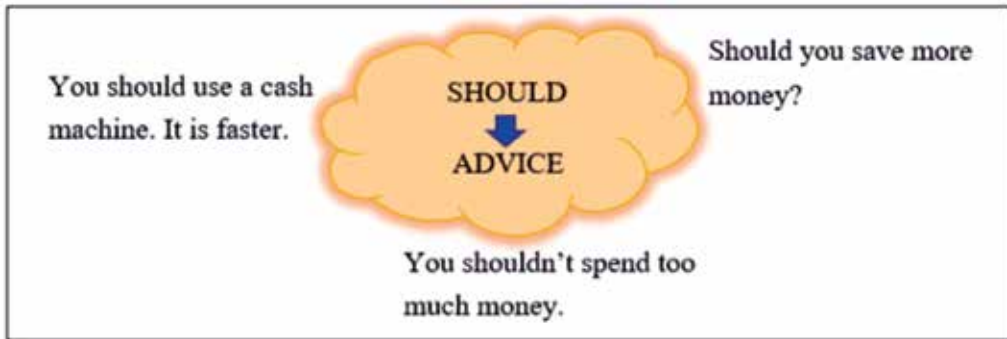 You should use a cash
machine. It is faster.
SHOULD
ADVICE
Should you save more
money?
You shouldn't spend too
much money.